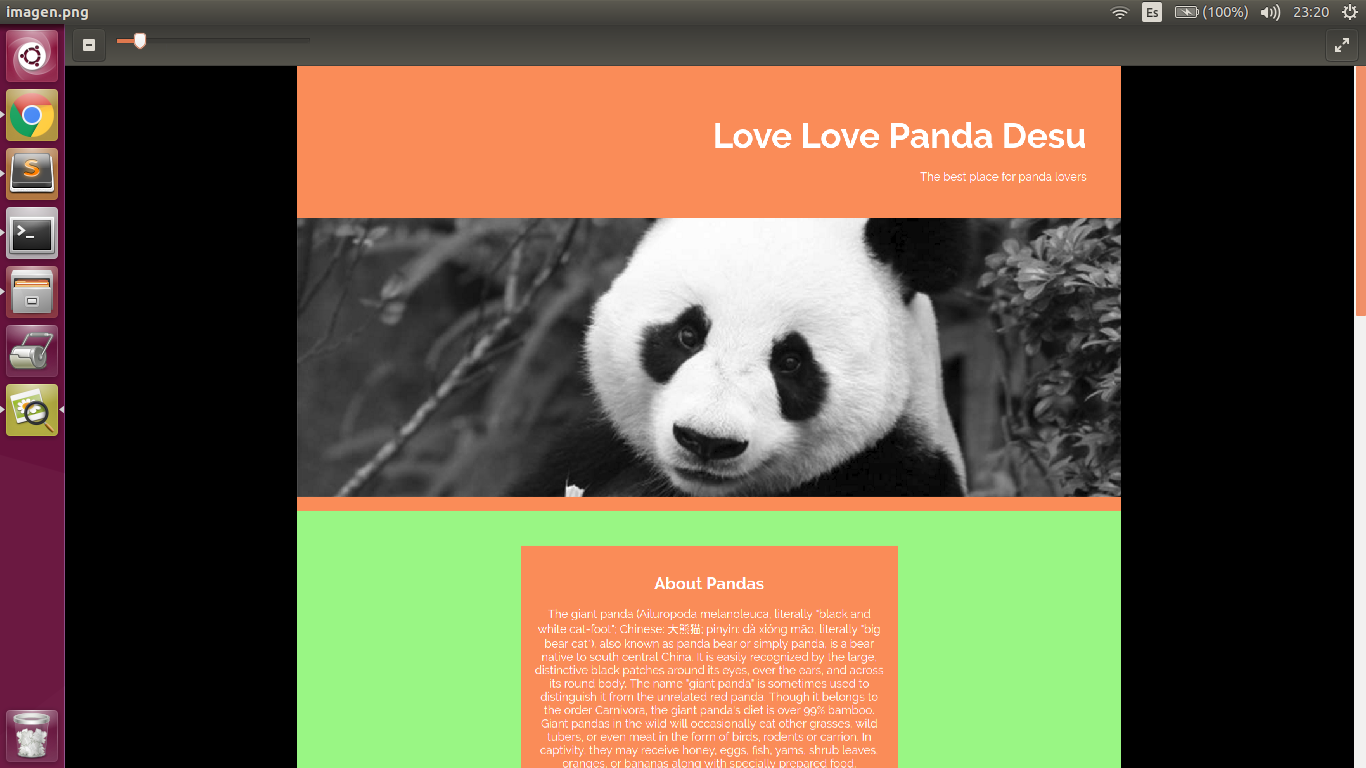 imagen.png
Es
(100%)
23:20
Love Love Panda Desu
The best place for panda lovers
About Pandas
The giant panda (Ailuropoda melanoleuca, literally "black and
white cat-foot"; Chinese: 大熊猫; pinyin: dà xióng māo, literally "big
bear cat"), also known as panda bear or simply panda, is a bear
native to south central China. It is easily recognized by the large,
distinctive black patches around its eyes, over the ears, and across
its round body. The name "giant panda" is sometimes used to
distinguish it from the unrelated red panda. Though it belongs to
the order Carnivora, the giant panda's diet is over 99% bamboo.
Giant pandas in the wild will occasionally eat other grasses, wild
tubers, or even meat in the form of birds, rodents or carrion. In
captivity, they may receive honey, eggs, fish, yams, shrub leaves,
oranges, or bananas along with specially prepared food.